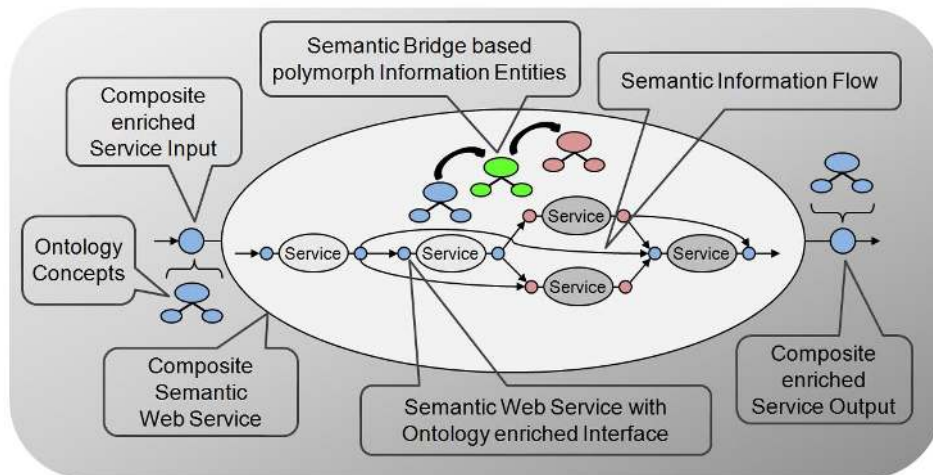 Semantic Bridge based
polymorph Information Entities
Semantic Information Flow
Composite
enriched
Service Input
Ontology
Concepts
Service
Service
Service
Service
Service
Composite
Semantic
Web Service
Semantic Web Service with
Ontology enriched Interface
Composite
enriched
Service Output